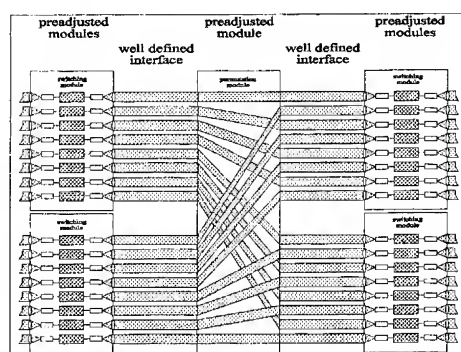 preadjusted
modules
preadjusted
module
preadjusted
modules
well defined
interface
well defined
interface
switching
module
permutation
module
switching
module
switching
module
switching
module